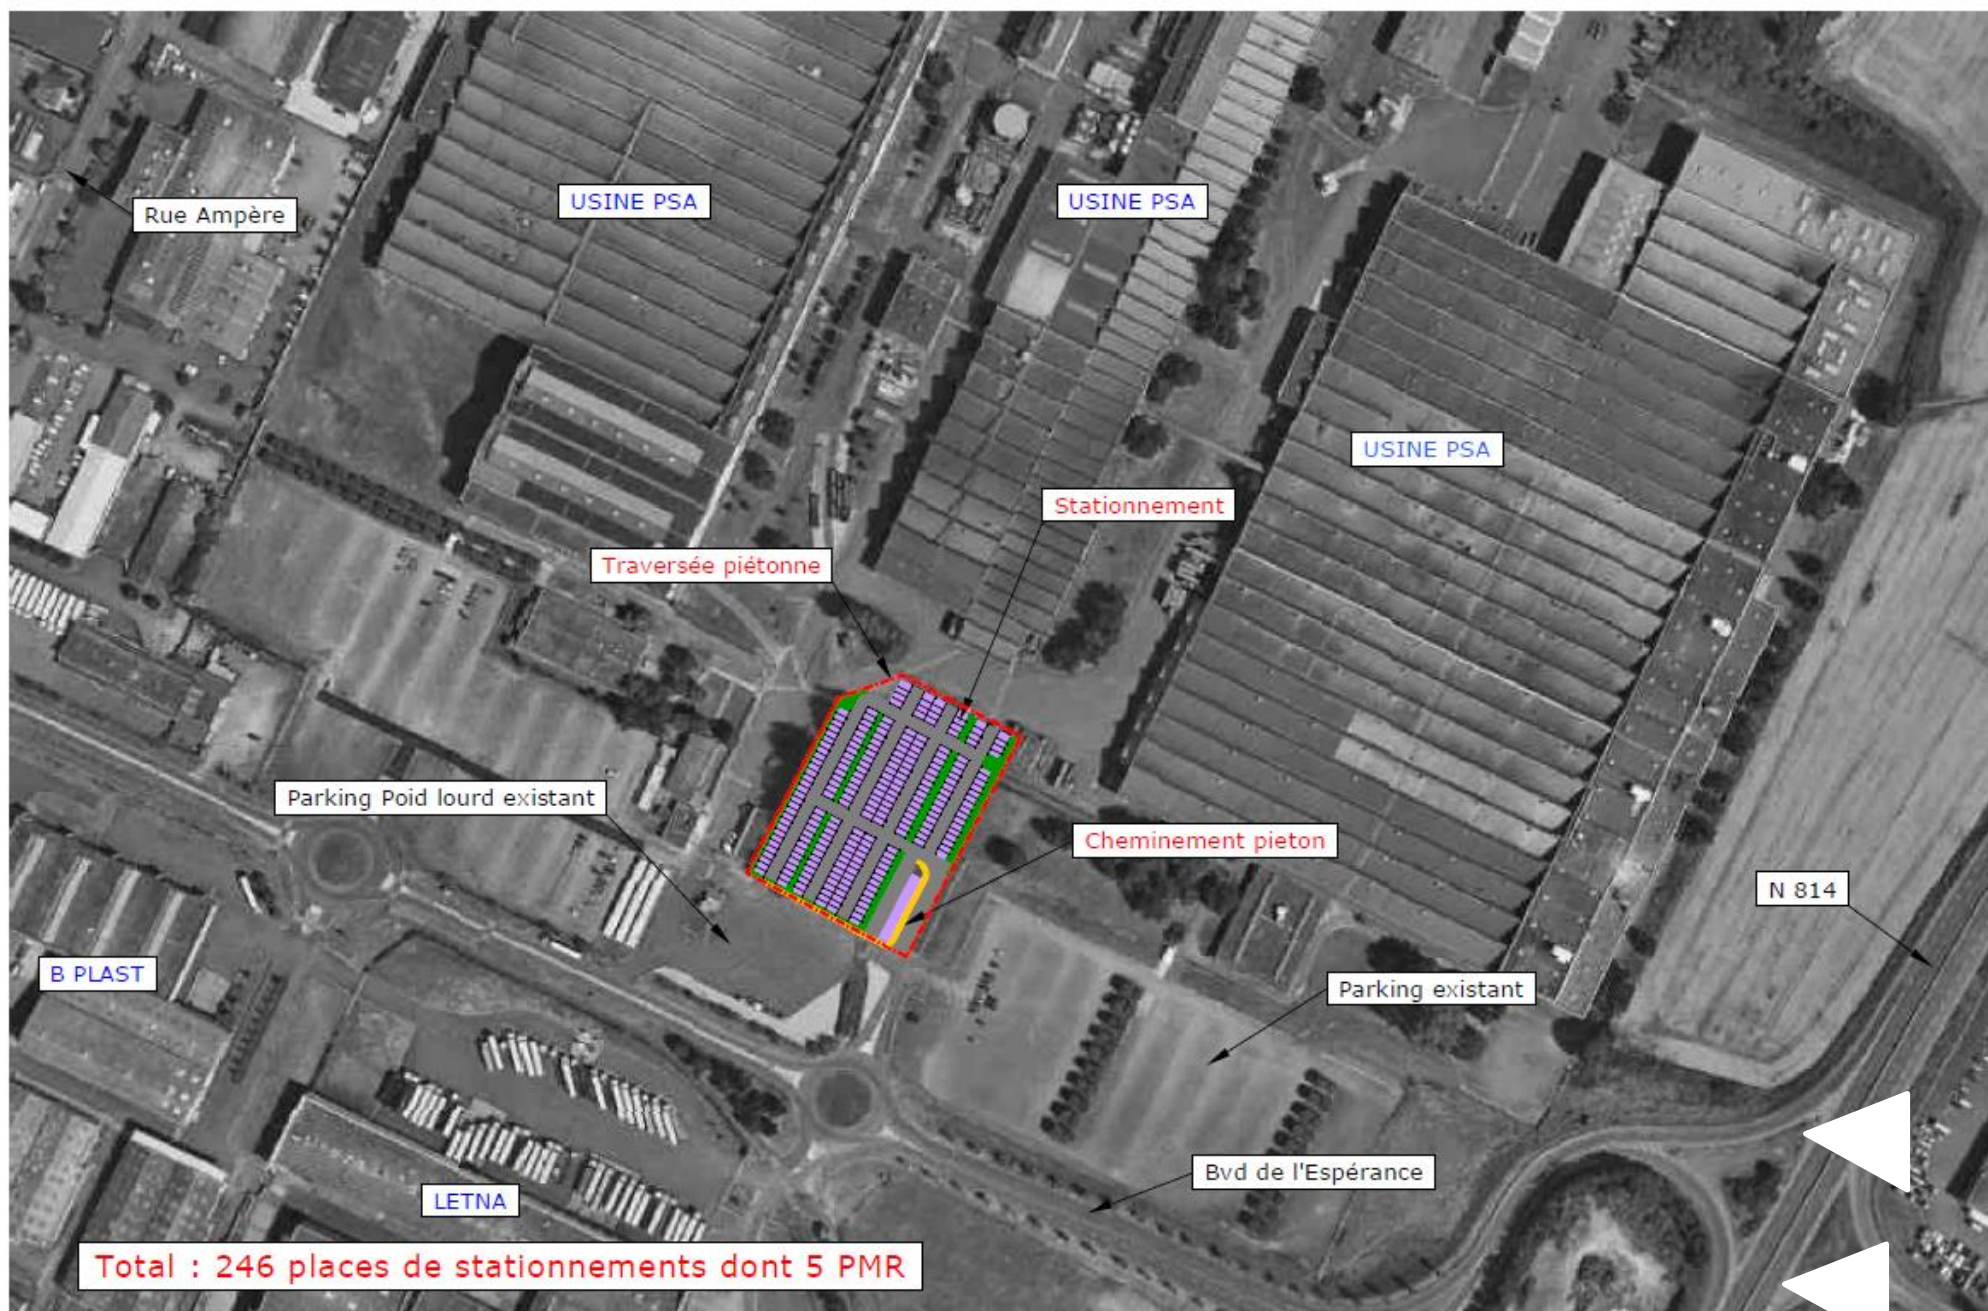 USINE PSA
USINE PSA
Rue Ampère
USINE PSA
Stationnement
Traversée piétonne
Parking Poid lourd existant
Cheminement pieton
N 814
B PLAST
Parking existant
Bvd de l'Espérance
LETNA
Total : 246 places de stationnements dont 5 PMR